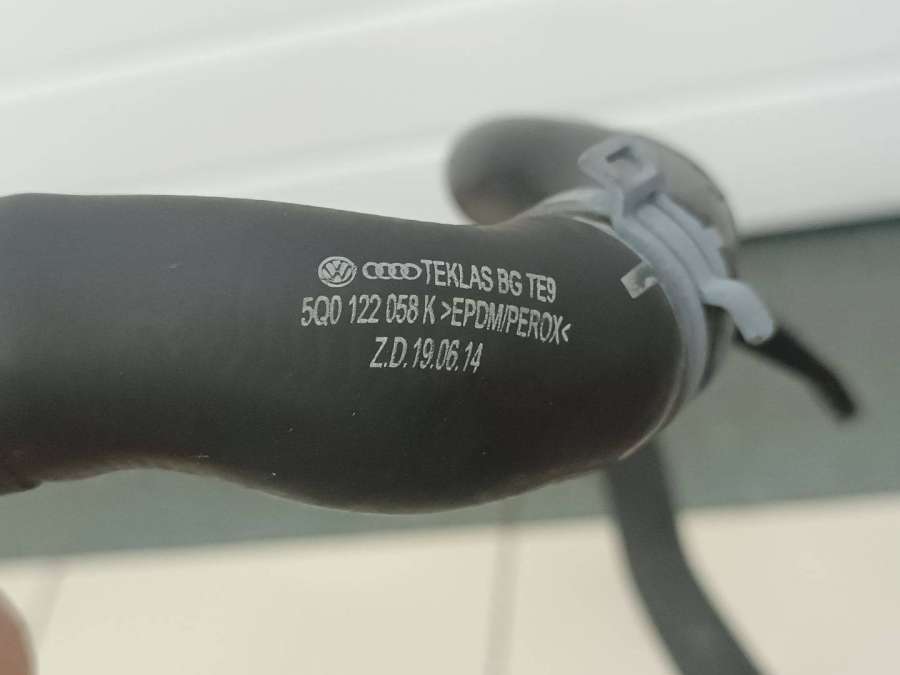 TEKLAS BG TE9
5Q0 122 058 K >EPDM/PEROX<
Z.D.19.06.14